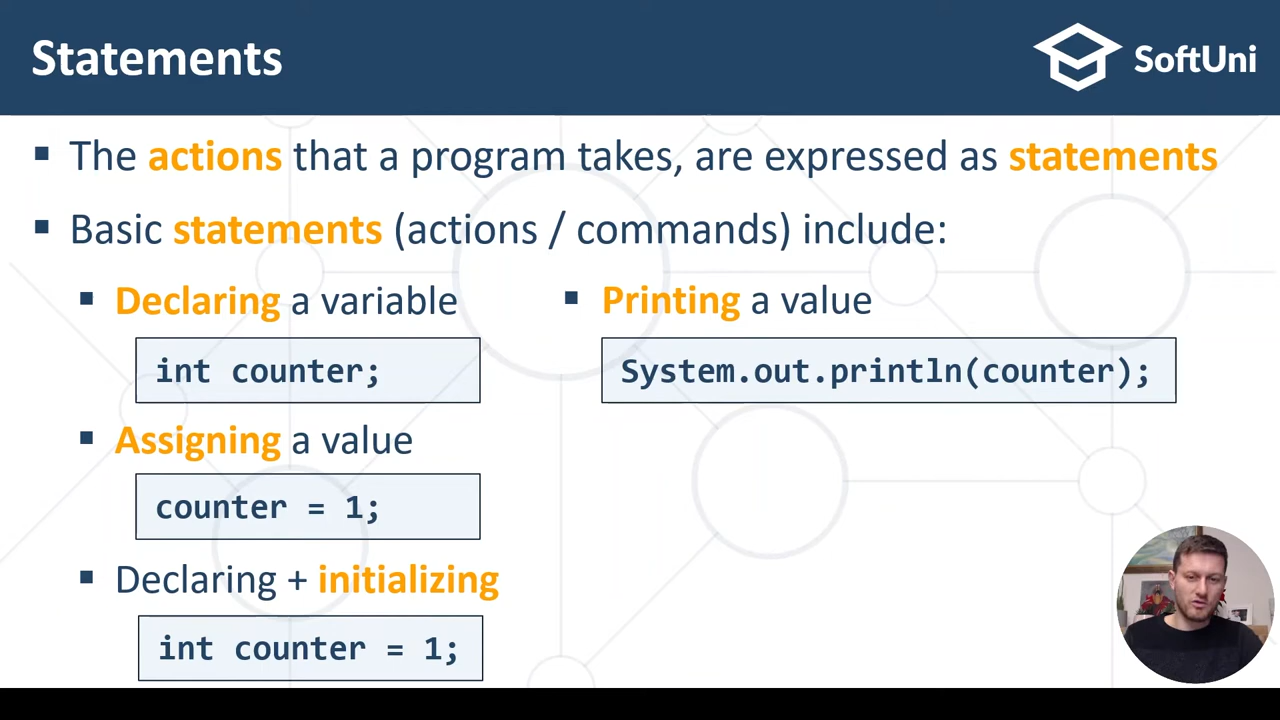 Statements
SoftUni
▪ The actions that a program takes, are expressed as statements
▪ Basic statements (actions / commands) include:
▪ Declaring a variable
int counter;
▪ Assigning a value
counter = 1;
▪ Declaring + initializing
int counter = 1;
▪ Printing a value
System.out.println(counter);